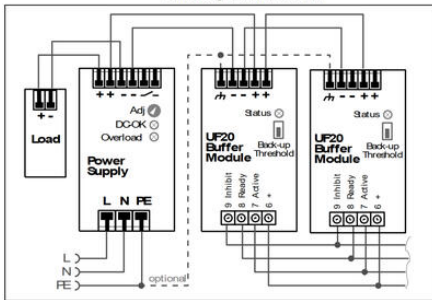 + -
Load
+ + - - -
Adj
DC-OK
Overload
Power
Supply
L N PE
- - + +
Status
UF20
Buffer
Module
Back-up
Threshold
9 Inhibit
8 Ready
7 Active
6 +
- - + +
Status
UF20
Buffer
Module
Back-up
Threshold
9 Inhibit
8 Ready
7 Active
6 +
L
N
PE
optional